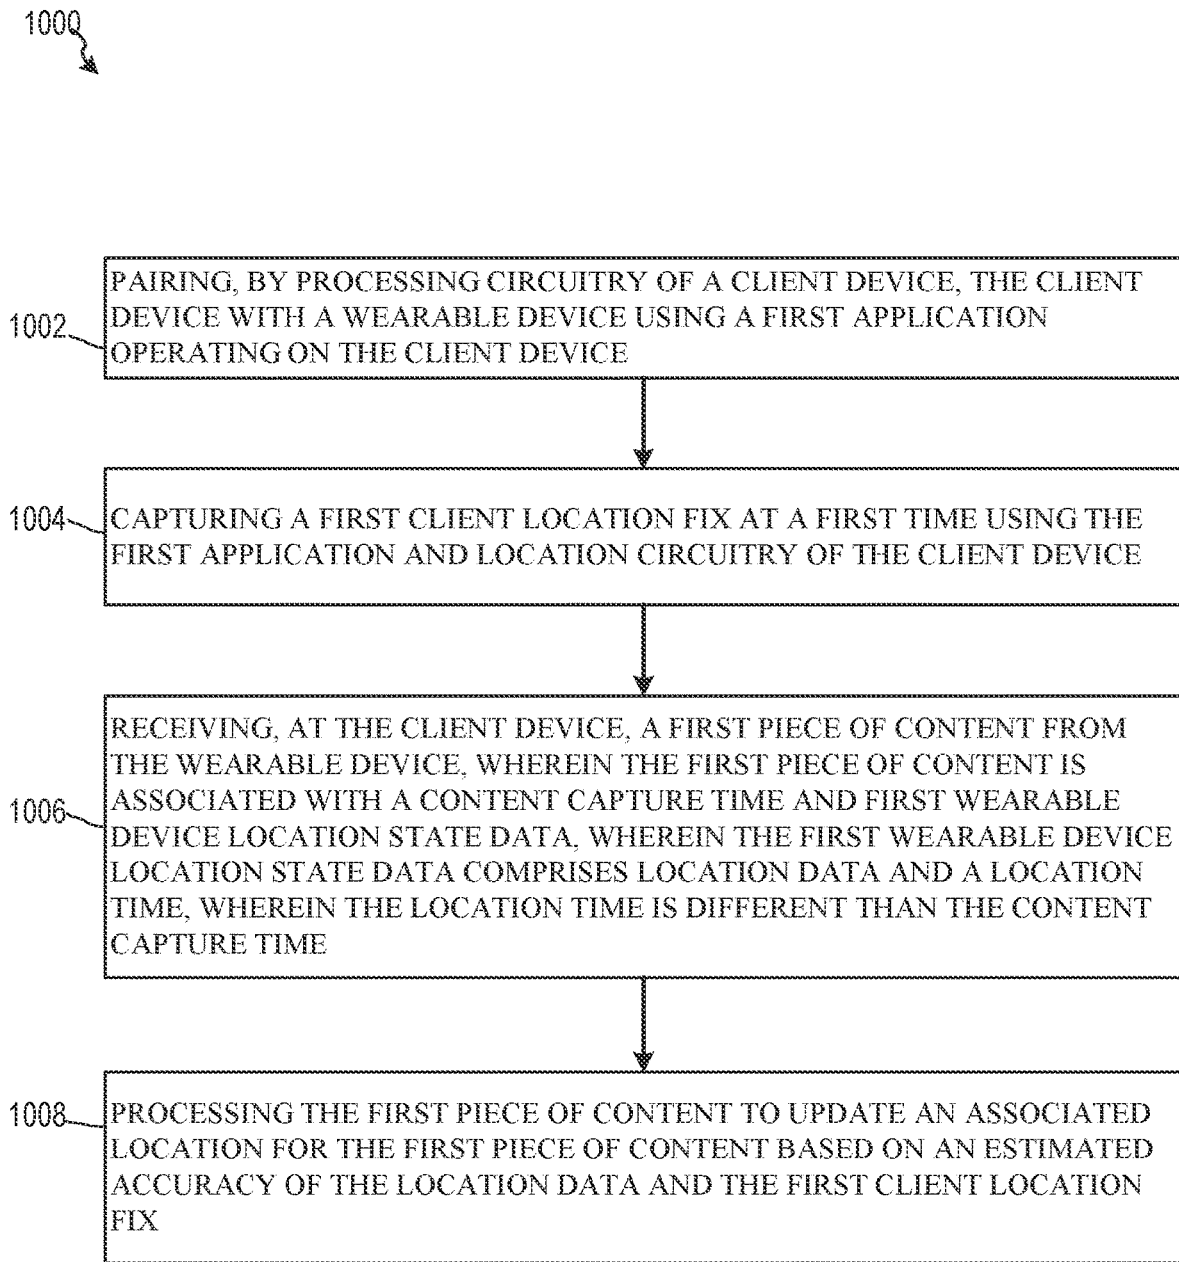 1000
PAIRING, BY PROCESSING CIRCUITRY OF A CLIENT DEVICE, THE CLIENT
DEVICE WITH A WEARABLE DEVICE USING A FIRST APPLICATION
OPERATING ON THE CLIENT DEVICE
1002
1004
CAPTURING A FIRST CLIENT LOCATION FIX AT A FIRST TIME USING THE
FIRST APPLICATION AND LOCATION CIRCUITRY OF THE CLIENT DEVICE
RECEIVING, AT THE CLIENT DEVICE, A FIRST PIECE OF CONTENT FROM
THE WEARABLE DEVICE, WHEREIN THE FIRST PIECE OF CONTENT IS
ASSOCIATED WITH A CONTENT CAPTURE TIME AND FIRST WEARABLE
DEVICE LOCATION STATE DATA, WHEREIN THE FIRST WEARABLE DEVICE
LOCATION STATE DATA COMPRISES LOCATION DATA AND A LOCATION
TIME, WHEREIN THE LOCATION TIME IS DIFFERENT THAN THE CONTENT
CAPTURE TIME
1006
1008
PROCESSING THE FIRST PIECE OF CONTENT TO UPDATE AN ASSOCIATED
LOCATION FOR THE FIRST PIECE OF CONTENT BASED ON AN ESTIMATED
ACCURACY OF THE LOCATION DATA AND THE FIRST CLIENT LOCATION
FIX